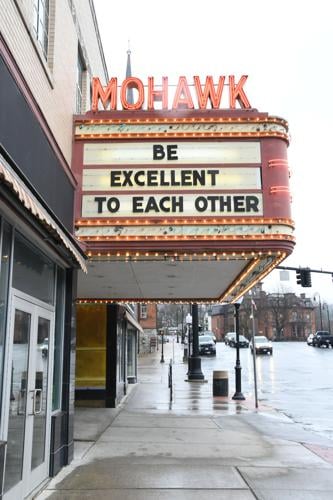 MOHAWK
BE
EXCELLENT
TO EACH OTHER